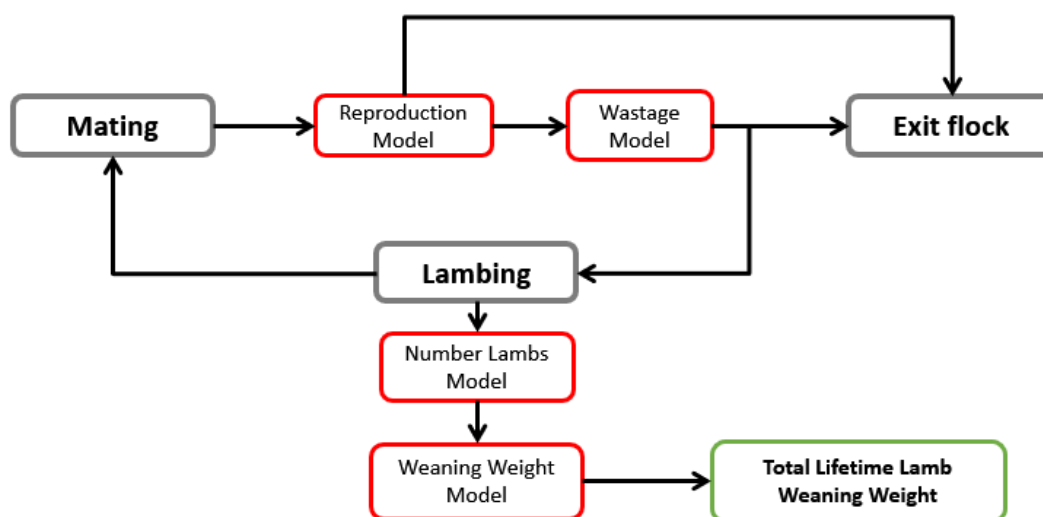 Mating
Reproduction
Model
Wastage
Model
Exit flock
Lambing
Number Lambs
Model
Weaning Weight
Model
Total Lifetime Lamb
Weaning Weight